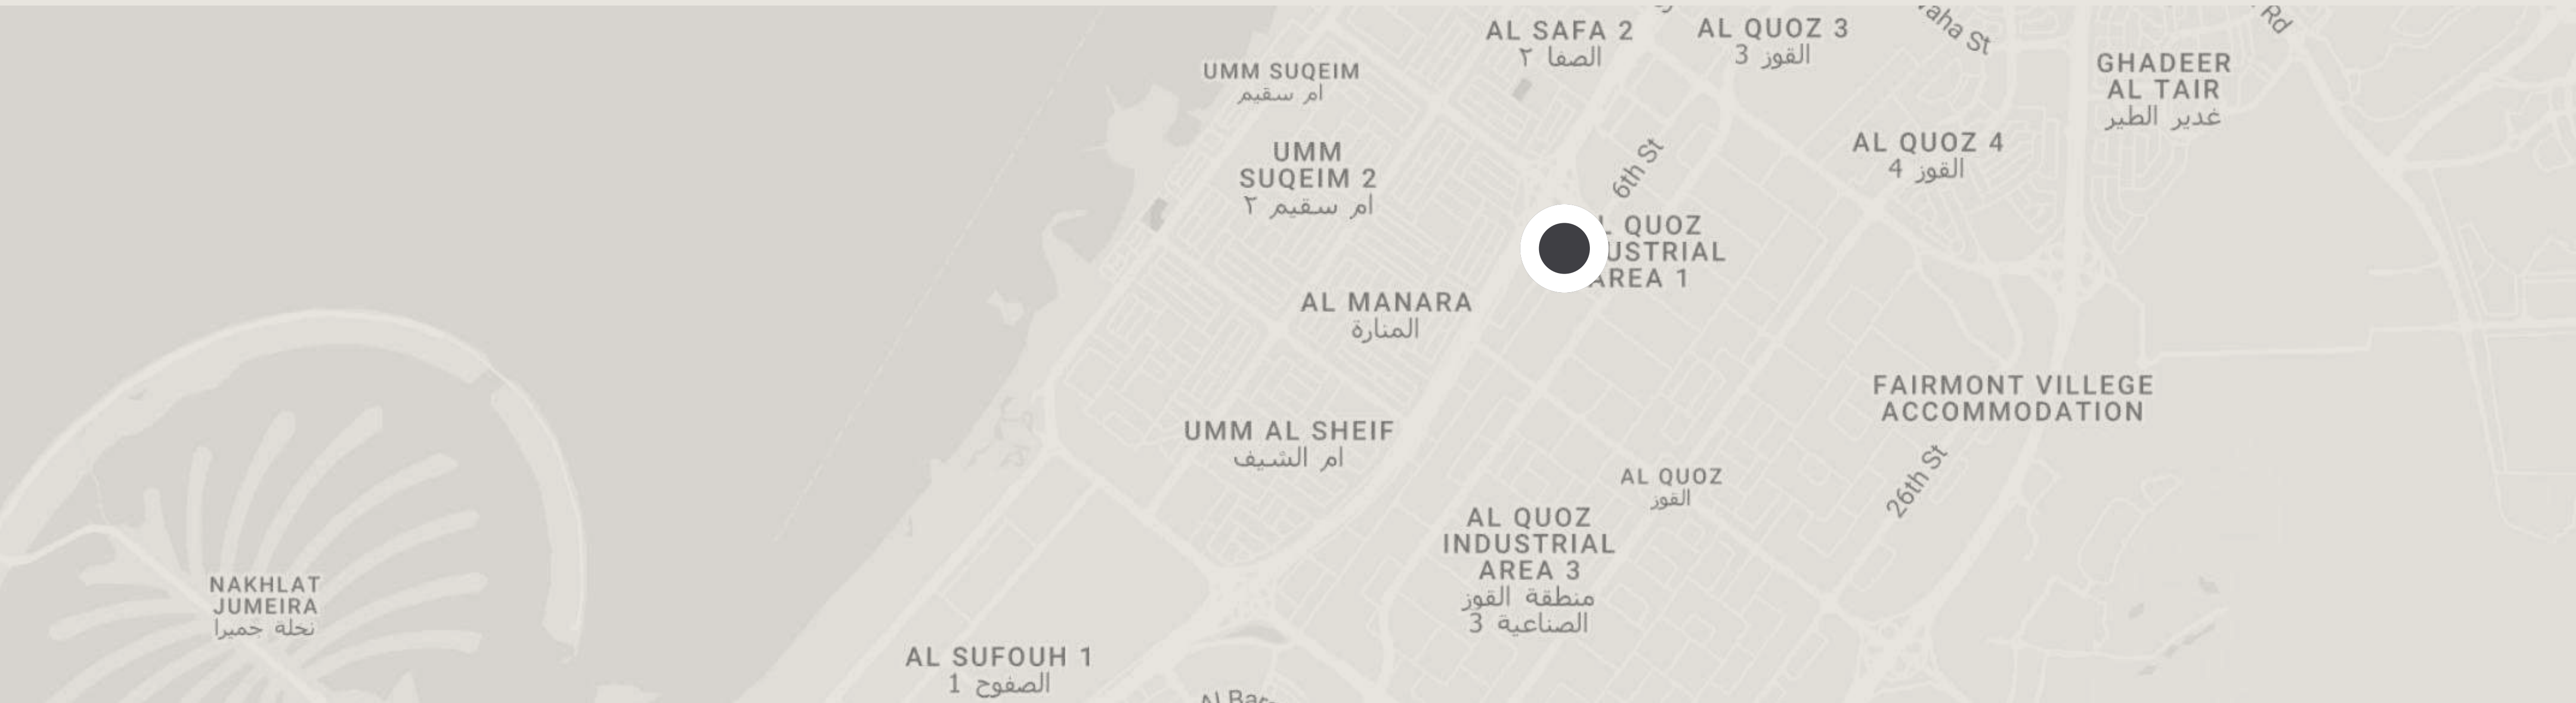 AL SAFA 2
الصفا ٢
AL QUOZ 3
القوز 3
Rd
UMM SUQEIM
ام سقيم
GHADEER
AL TAIR
غدير الطير
UMM
SUQEIM 2
ام سقيم ٢
6th St
AL QUOZ 4
القوز 4
QUOZ
AREA 1
AL MANARA
المنارة
FAIRMONT VILLEGE
ACCOMMODATION
UMM AL SHEIF
ام الشيف
26th St
AL QUOZ
القوز
AL QUOZ
INDUSTRIAL
AREA 3
منطقة القوز
الصناعية 3
NAKHLAT
JUMEIRA
نخلة جميرا
AL SUFOUH 1
الصفوح 1